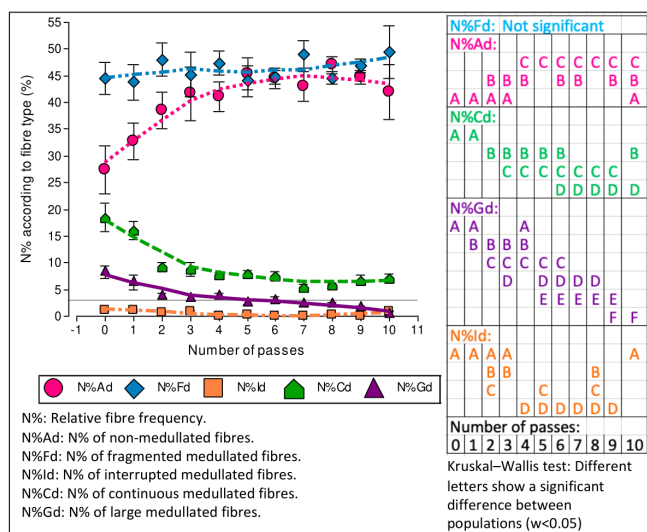 N% according to fibre type (%)
55
50
45
40
35
30
25
20
15
10
5
0
-1 0 1 2 3 4 5 6 7 8 9 10 11
Number of passes
N%Ad N%Fd N%Id N%Cd N%Gd
N%: Relative fibre frequency.
N%Ad: N% of non-medullated fibres.
N%Fd: N% of fragmented medullated fibres.
N%Id: N% of interrupted medullated fibres.
N%Cd: N% of continuous medullated fibres.
N%Gd: N% of large medullated fibres.
N%Fd: Not significant
N%Ad:
C C C C C C C
B B B B B B B
A A A A A
N%Cd:
A A
B B B B B B
C C C C C C C
D D D D D
N%Gd:
A A A
B B B B
C C C C C
D D D D D
E E E E E
F F
N%Id:
A A A A A
B B B
C C C
D D D D D D
Number of passes:
0 1 2 3 4 5 6 7 8 9 10
Kruskal–Wallis test: Different
letters show a significant
difference between
populations (w<0.05)